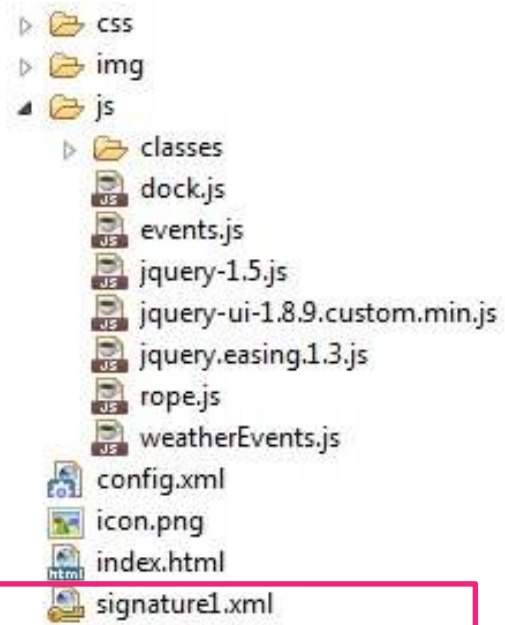 css
img
js
classes
dock.js
events.js
jquery-1.5.js
jquery-ui-1.8.9.custom.min.js
jquery.easing.1.3.js
rope.js
weatherEvents.js
config.xml
icon.png
index.html
signature1.xml